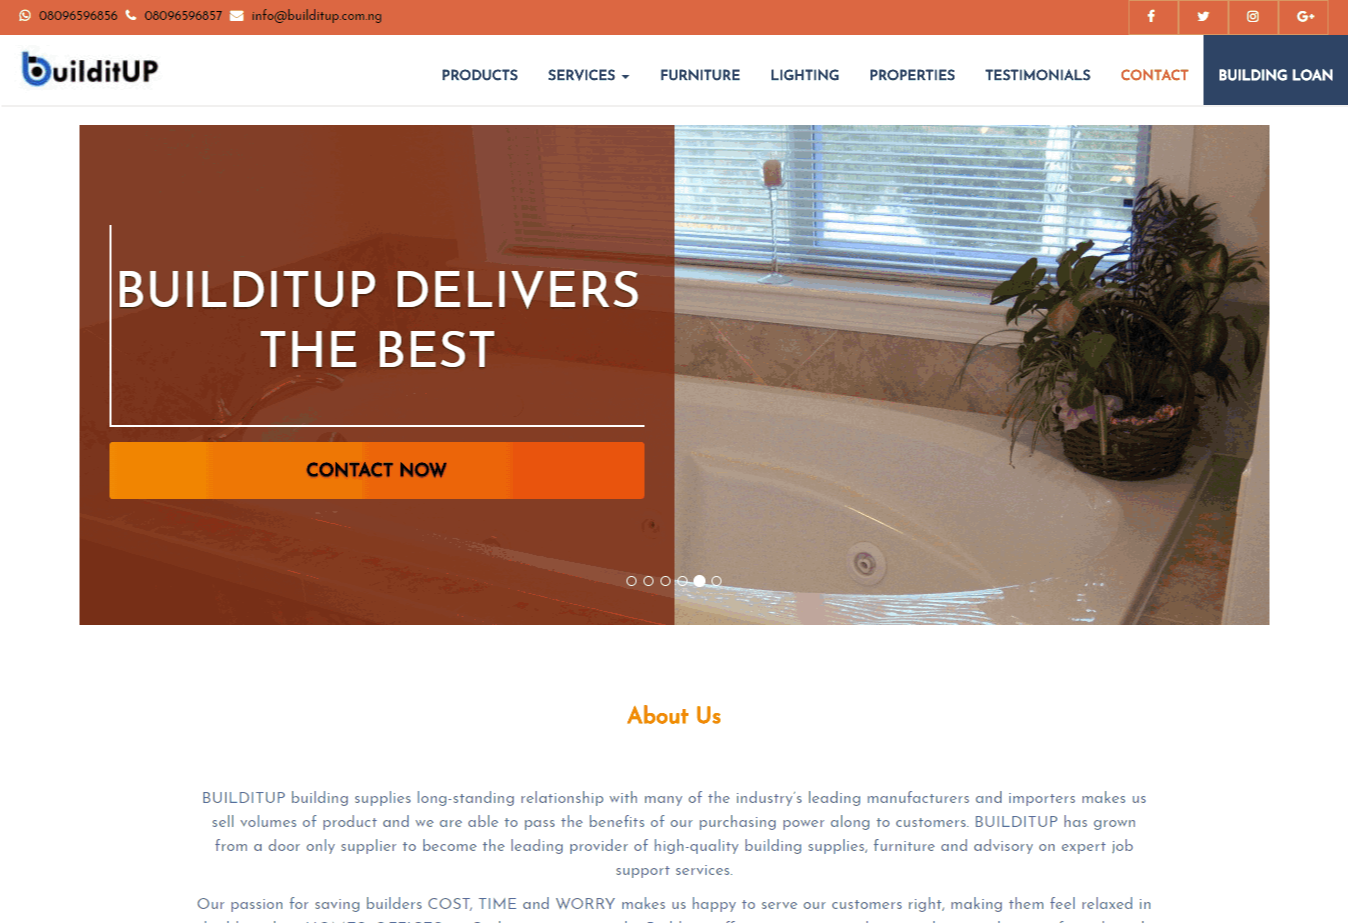 08096596856 08096596857 info@builditup.com.ng
builditUP
PRODUCTS SERVICES FURNITURE LIGHTING PROPERTIES TESTIMONIALS CONTACT BUILDING LOAN
BUILDITUP DELIVERS
THE BEST
CONTACT NOW
About Us
BUILDITUP building supplies long-standing relationship with many of the industry's leading manufacturers and importers makes us
sell volumes of product and we are able to pass the benefits of our purchasing power along to customers. BUILDITUP has grown
from a door only supplier to become the leading provider of high-quality building supplies, furniture and advisory on expert job
support services.
Our passion for saving builders COST, TIME and WORRY makes us happy to serve our customers right, making them feel relaxed in